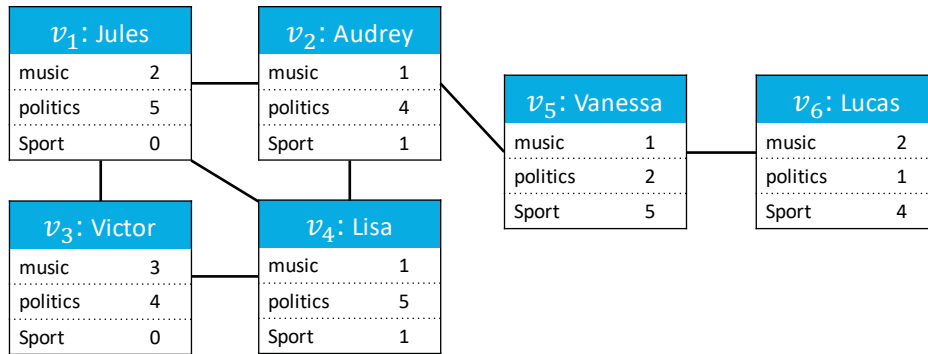 v₁: Jules
music 2
politics 5
Sport 0
v₂: Audrey
music 1
politics 4
Sport 1
v₃: Victor
music 3
politics 4
Sport 0
v₄: Lisa
music 1
politics 5
Sport 1
v₅: Vanessa
music 1
politics 2
Sport 5
v₆: Lucas
music 2
politics 1
Sport 4